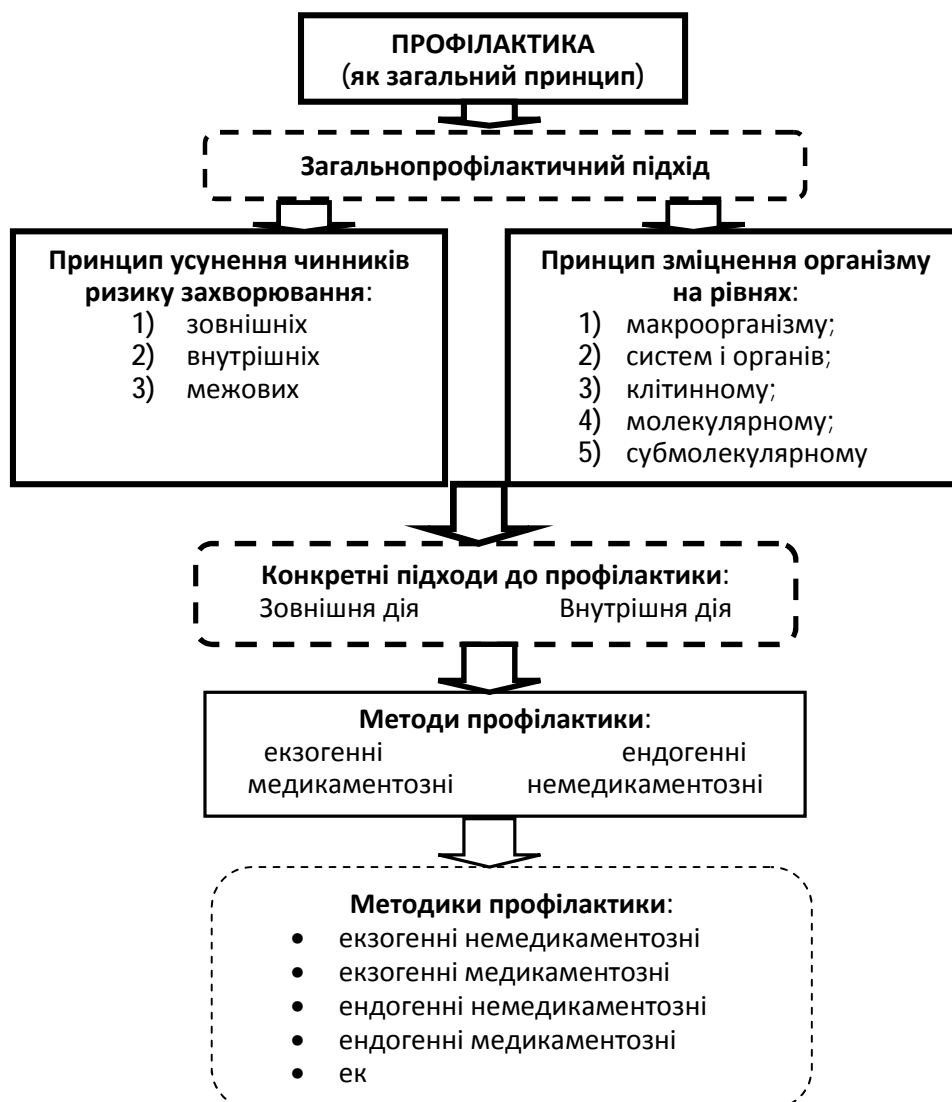 ПРОФІЛАКТИКА
(як загальний принцип)
Загальнопрофілактичний підхід
Принцип усунення чинників
ризику захворювання:
1) зовнішніх
2) внутрішніх
3) межових
Принцип зміцнення організму
на рівнях:
1) макроорганізму;
2) систем і органів;
3) клітинному;
4) молекулярному;
5) субмолекулярному
Конкретні підходи до профілактики:
Зовнішня дія Внутрішня дія
Методи профілактики:
екзогенні ендогенні
медикаментозні немедикаментозні
Методики профілактики:
• екзогенні немедикаментозні
• екзогенні медикаментозні
• ендогенні немедикаментозні
• ендогенні медикаментозні
• ек